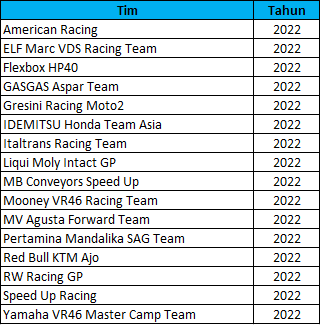 Tim Tahun
American Racing 2022
ELF Marc VDS Racing Team 2022
Flexbox HP40 2022
GASGAS Aspar Team 2022
Gresini Racing Moto2 2022
IDEMITSU Honda Team Asia 2022
Italtrans Racing Team 2022
Liqui Moly Intact GP 2022
MB Conveyors Speed Up 2022
Mooney VR46 Racing Team 2022
MV Agusta Forward Team 2022
Pertamina Mandalika SAG Team 2022
Red Bull KTM Ajo 2022
RW Racing GP 2022
Speed Up Racing 2022
Yamaha VR46 Master Camp Team 2022